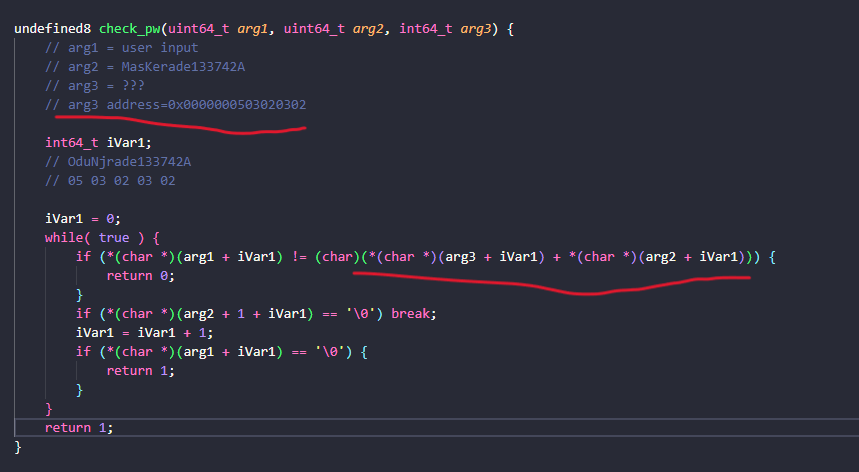 undefined8 check_pw(uint64_t arg1, uint64_t arg2, int64_t arg3) {
// arg1 = user input
// arg2 = MasKerade133742A
// arg3 = ???
// arg3 address=0x0000000503020302
int64_t iVar1;
// OduNjrade133742A
// 05 03 02 03 02
iVar1 = 0;
while( true ) {
if (*(char *)(arg1 + iVar1) != (char)(*(char *)(arg3 + iVar1) + *(char *)(arg2 + iVar1))) {
return 0;
}
if (*(char *)(arg2 + 1 + iVar1) == '\0') break;
iVar1 = iVar1 + 1;
if (*(char *)(arg1 + iVar1) == '\0') {
return 1;
}
}
return 1;
}